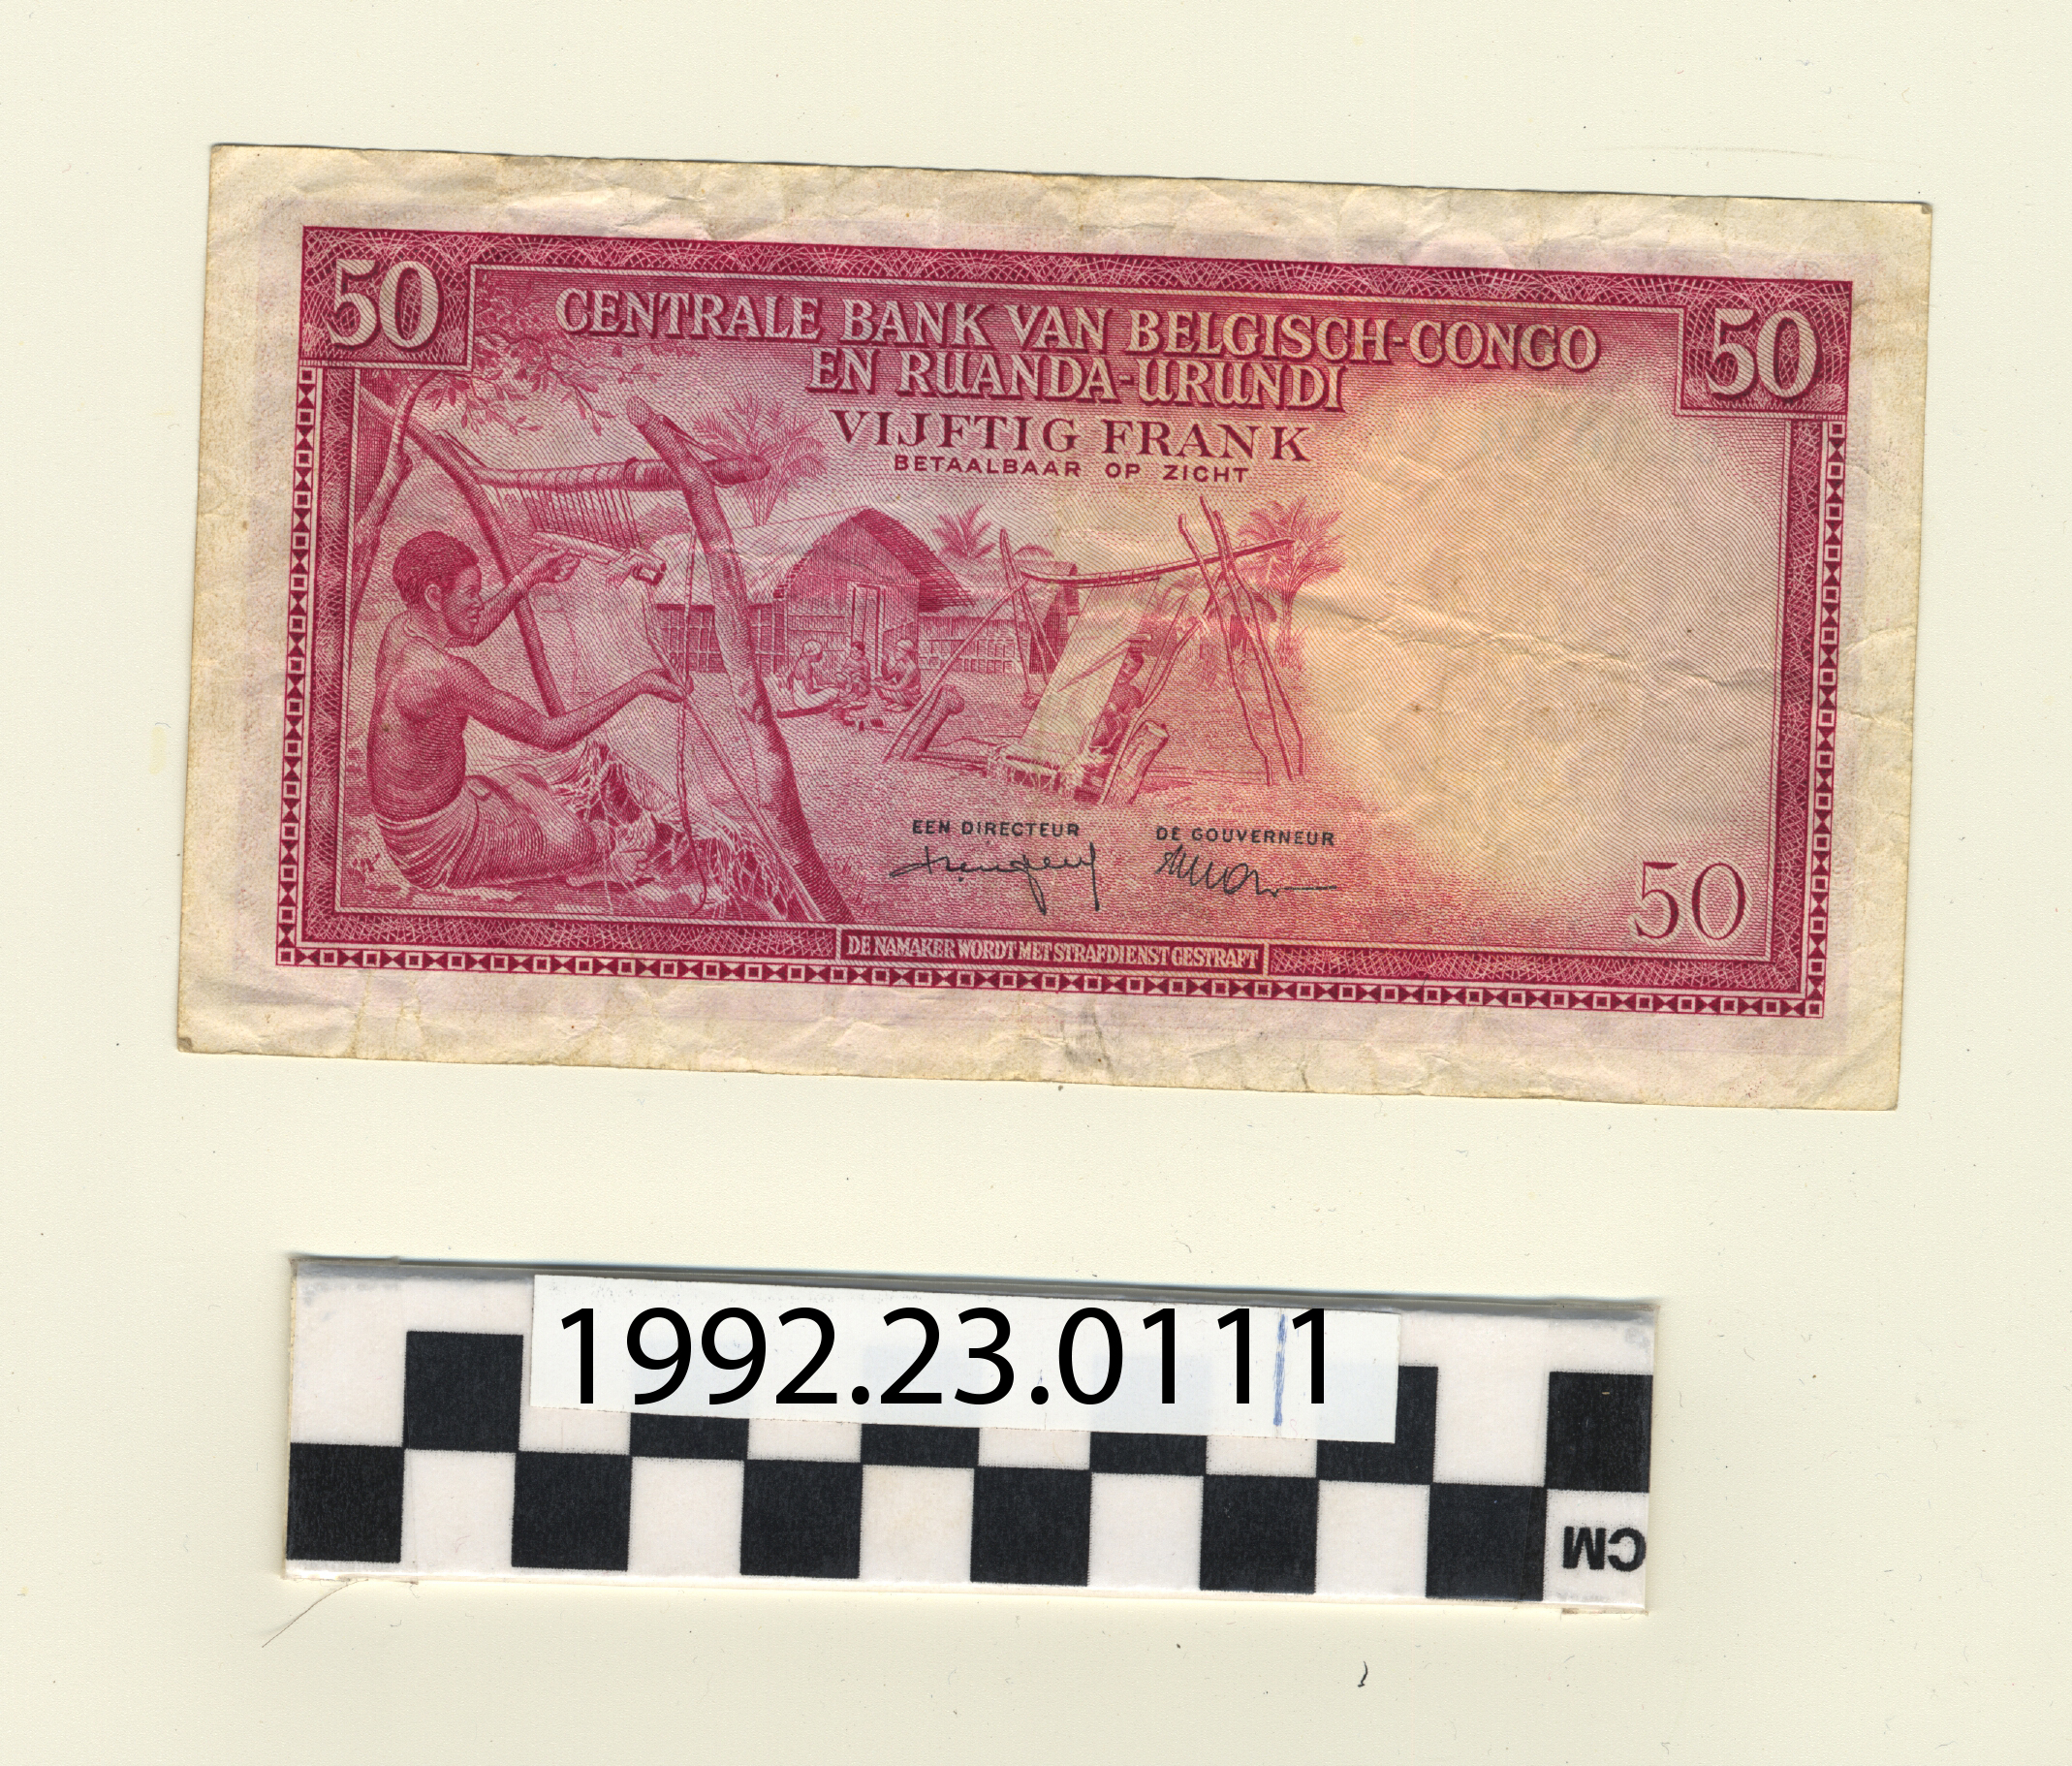 50
50
CENTRALE BANK VAN BELGISCH-CONGO
EN RUANDA-URUNDI
VIJFTIG FRANK
BETAALBAAR OP ZICHT
EEN DIRECTEUR DE GOUVERNEUR
50
DE NAMAKER WORDT MET STRAFDIENST GESTRAFT
1992.23.0111
CM